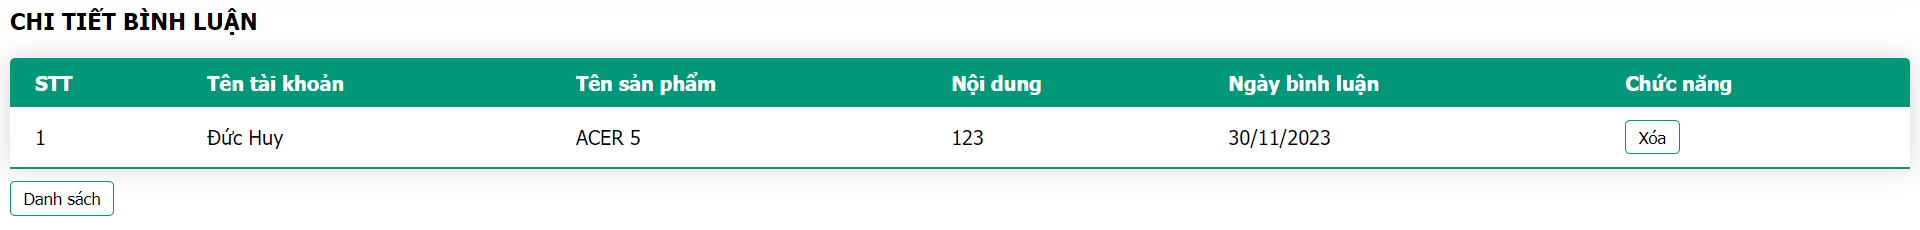 CHI TIẾT BÌNH LUẬN
STT Tên tài khoản Tên sản phẩm Nội dung Ngày bình luận Chức năng
1 Đức Huy ACER 5 123 30/11/2023 Xóa
Danh sách